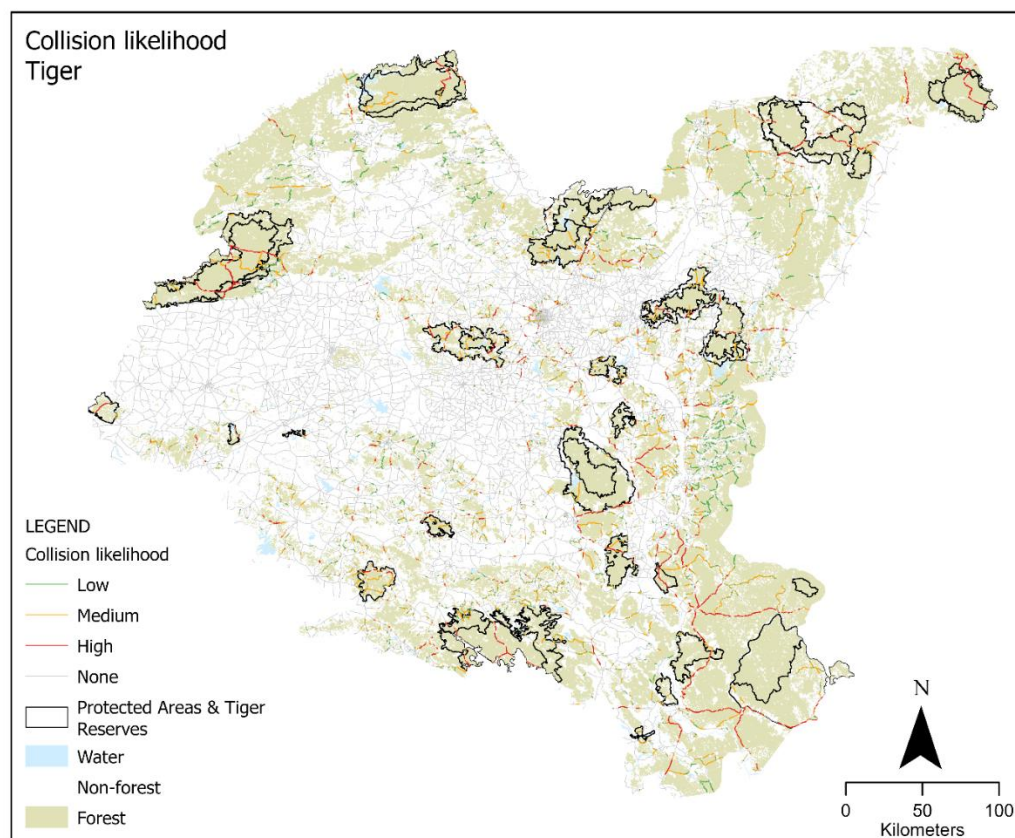 Collision likelihood
Tiger
LEGEND
Collision likelihood
Low
Medium
High
None
Protected Areas & Tiger
Reserves
Water
Non-forest
Forest
N
0 50 100
Kilometers